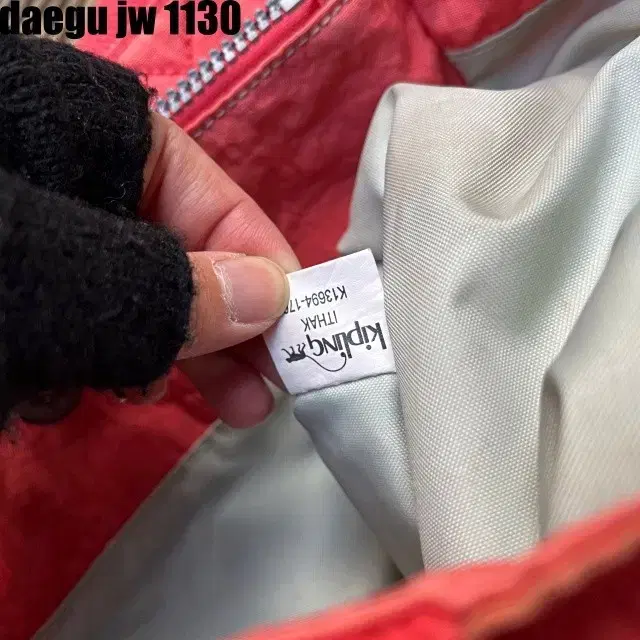 daegu jw 1130
kipling
ITHAK
K13694-17